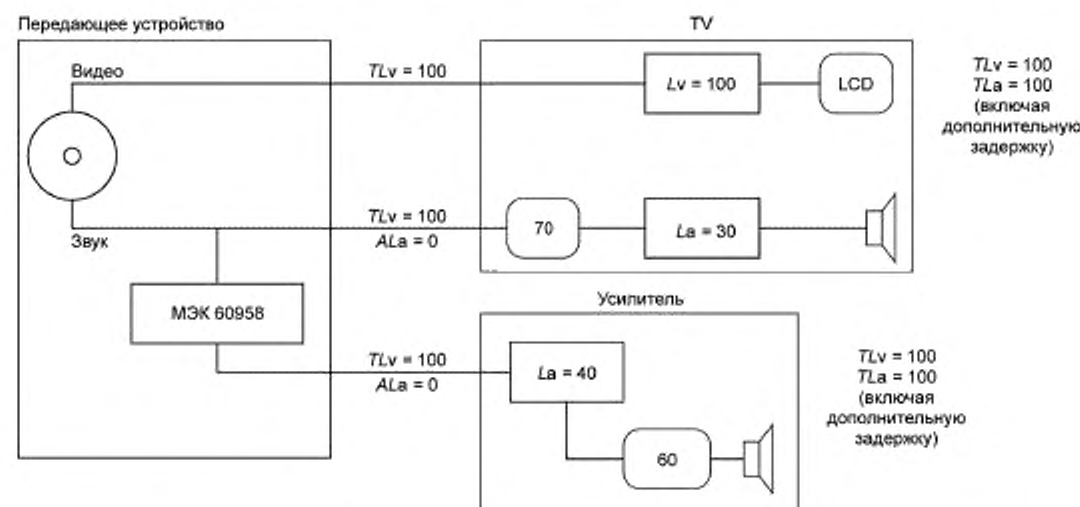 Передающее устройство
TV
Видео
TLv = 100
Lv = 100
LCD
TLv = 100
TLa = 100
(включая
дополнительную
задержку)
Звук
TLv = 100
ALa = 0
70
La = 30
МЭК 60958
Усилитель
TLv = 100
ALa = 0
La = 40
60
TLv = 100
TLa = 100
(включая
дополнительную
задержку)